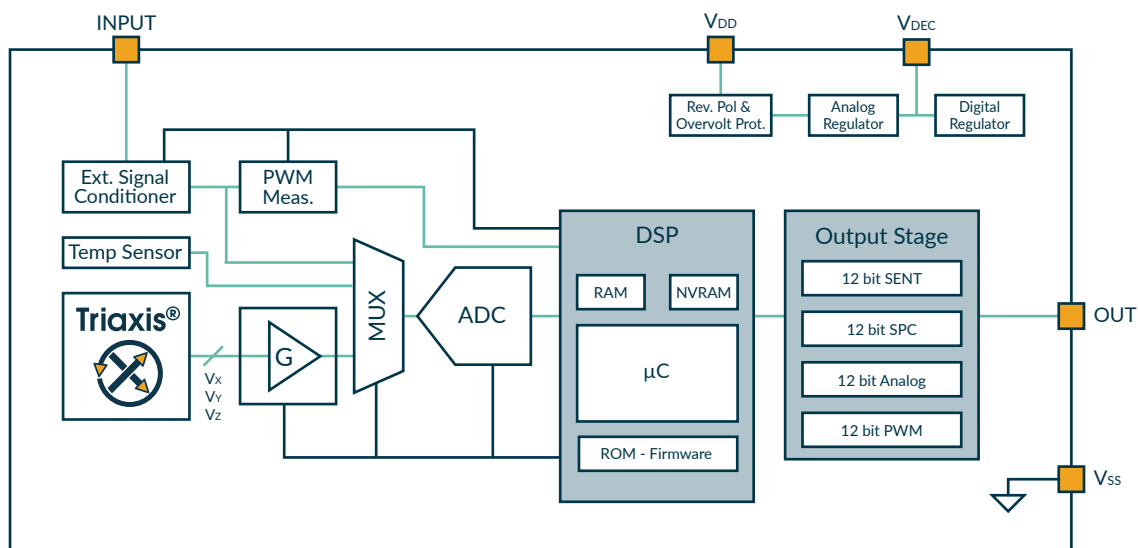 INPUT
VDD
VDEC
Rev. Pol &
Overvolt Prot.
Analog
Regulator
Digital
Regulator
Ext. Signal
Conditioner
PWM
Meas.
Temp Sensor
Triaxis®
VX
VY
VZ
G
MUX
ADC
DSP
RAM
NVRAM
µC
ROM - Firmware
Output Stage
12 bit SENT
12 bit SPC
12 bit Analog
12 bit PWM
OUT
VSS